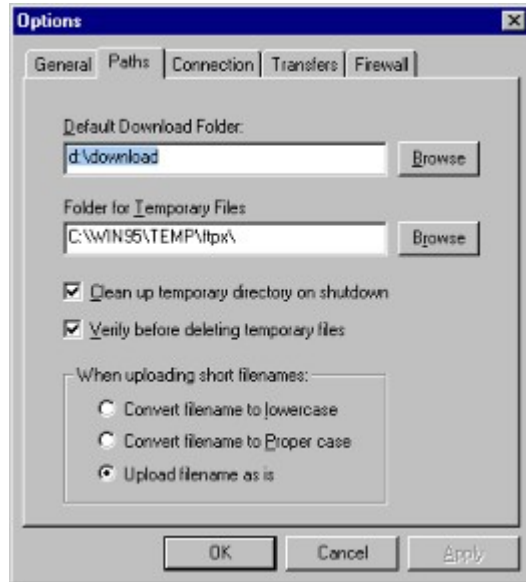 Options
General Paths Connection Transfers Firewall
Default Download Folder:
d:\download
Browse
Folder for Temporary Files
C:\WIN95\TEMP\ftpx\
Browse
Clean up temporary directory on shutdown
Verify before deleting temporary files
When uploading short filenames:
Convert filename to lowercase
Convert filename to Proper case
Upload filename as is
OK Cancel Apply